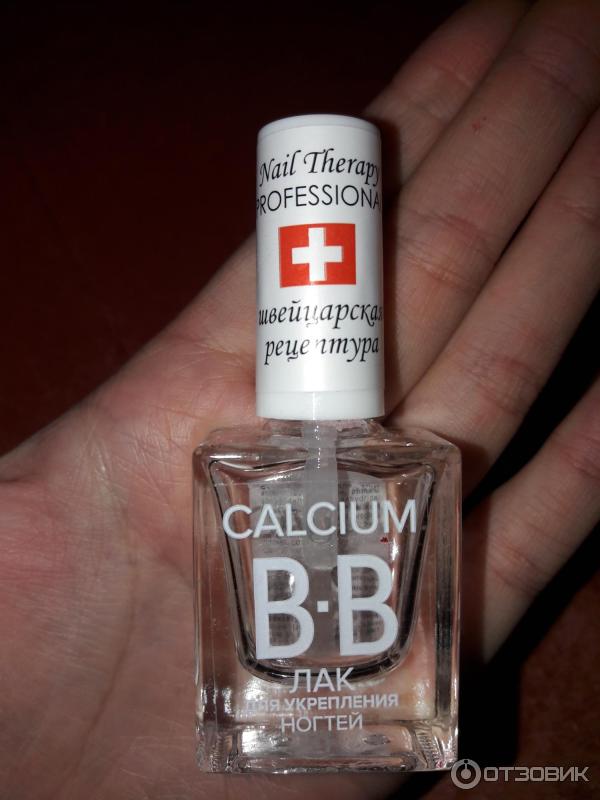 Nail Therapy
PROFESSIONAL
швейцарская
рецептура
CALCIUM
B·B
ЛАК
ДЛЯ УКРЕПЛЕНИЯ
НОГТЕЙ
ОТЗОВИК